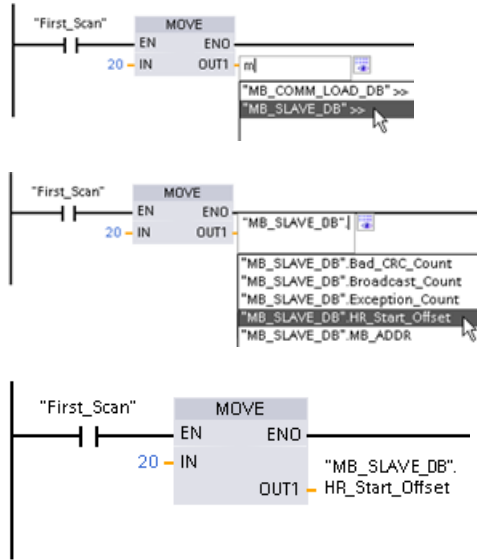 "First_Scan" MOVE
EN ENO
20 IN OUT1 m
"MB_COMM_LOAD_DB" >>
"MB_SLAVE_DB" >>
"First_Scan" MOVE
EN ENO
20 IN OUT1 "MB_SLAVE_DB".
"MB_SLAVE_DB".Bad_CRC_Count
"MB_SLAVE_DB".Broadcast_Count
"MB_SLAVE_DB".Exception_Count
"MB_SLAVE_DB".HR_Start_Offset
"MB_SLAVE_DB".MB_ADDR
"First_Scan" MOVE
EN ENO
20 IN
"MB_SLAVE_DB".
OUT1 HR_Start_Offset